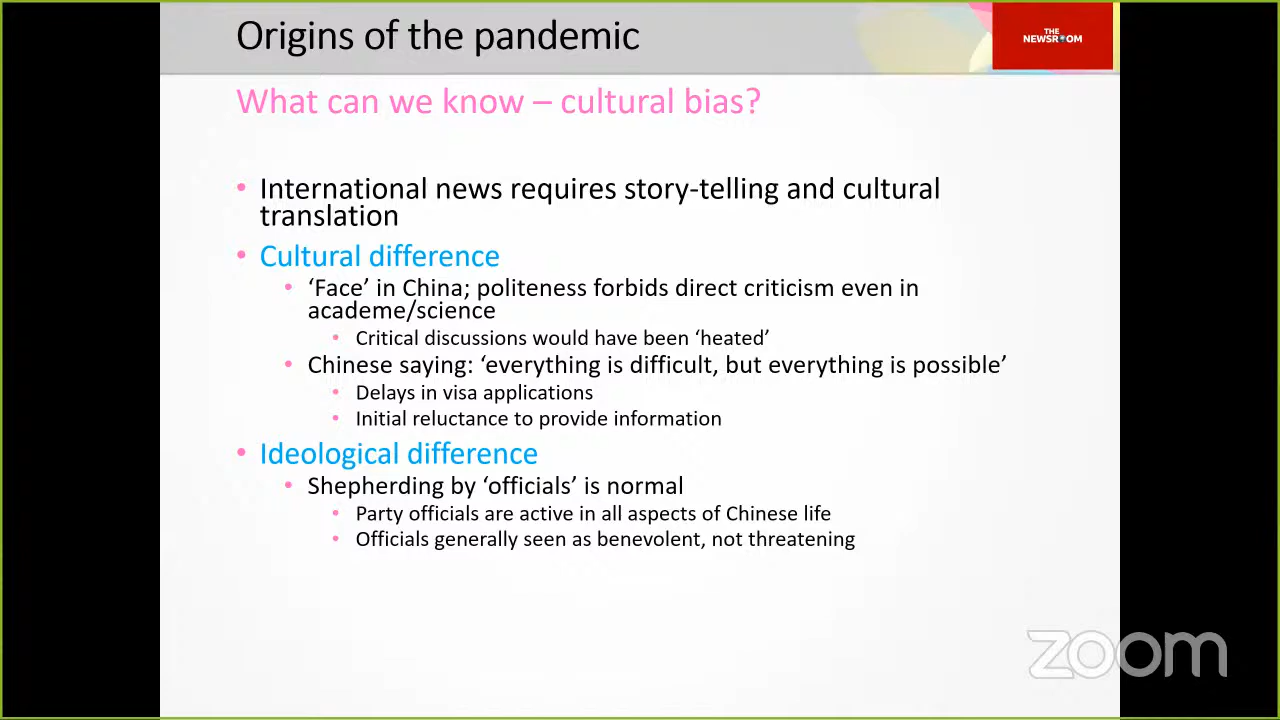 Origins of the pandemic
THE
NEWSROOM
What can we know – cultural bias?
• International news requires story-telling and cultural
translation
• Cultural difference
• ‘Face’ in China; politeness forbids direct criticism even in
academe/science
• Critical discussions would have been ‘heated’
• Chinese saying: ‘everything is difficult, but everything is possible’
• Delays in visa applications
• Initial reluctance to provide information
• Ideological difference
• Shepherding by ‘officials’ is normal
• Party officials are active in all aspects of Chinese life
• Officials generally seen as benevolent, not threatening
zoom